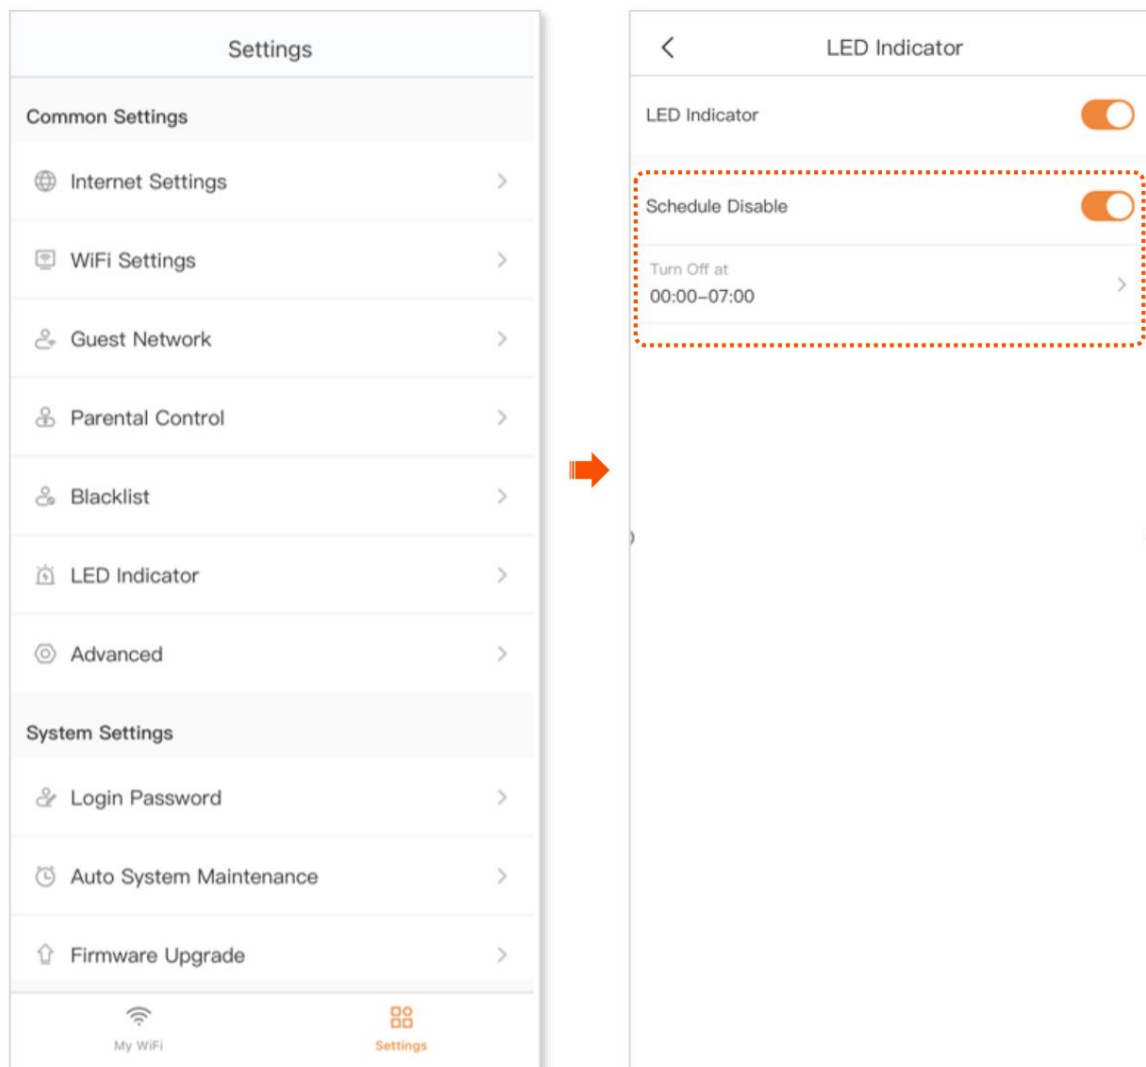 Settings
Common Settings
Internet Settings
WiFi Settings
Guest Network
Parental Control
Blacklist
LED Indicator
Advanced
System Settings
Login Password
Auto System Maintenance
Firmware Upgrade
My WiFi
Settings
LED Indicator
LED Indicator
Schedule Disable
Turn Off at
00:00–07:00